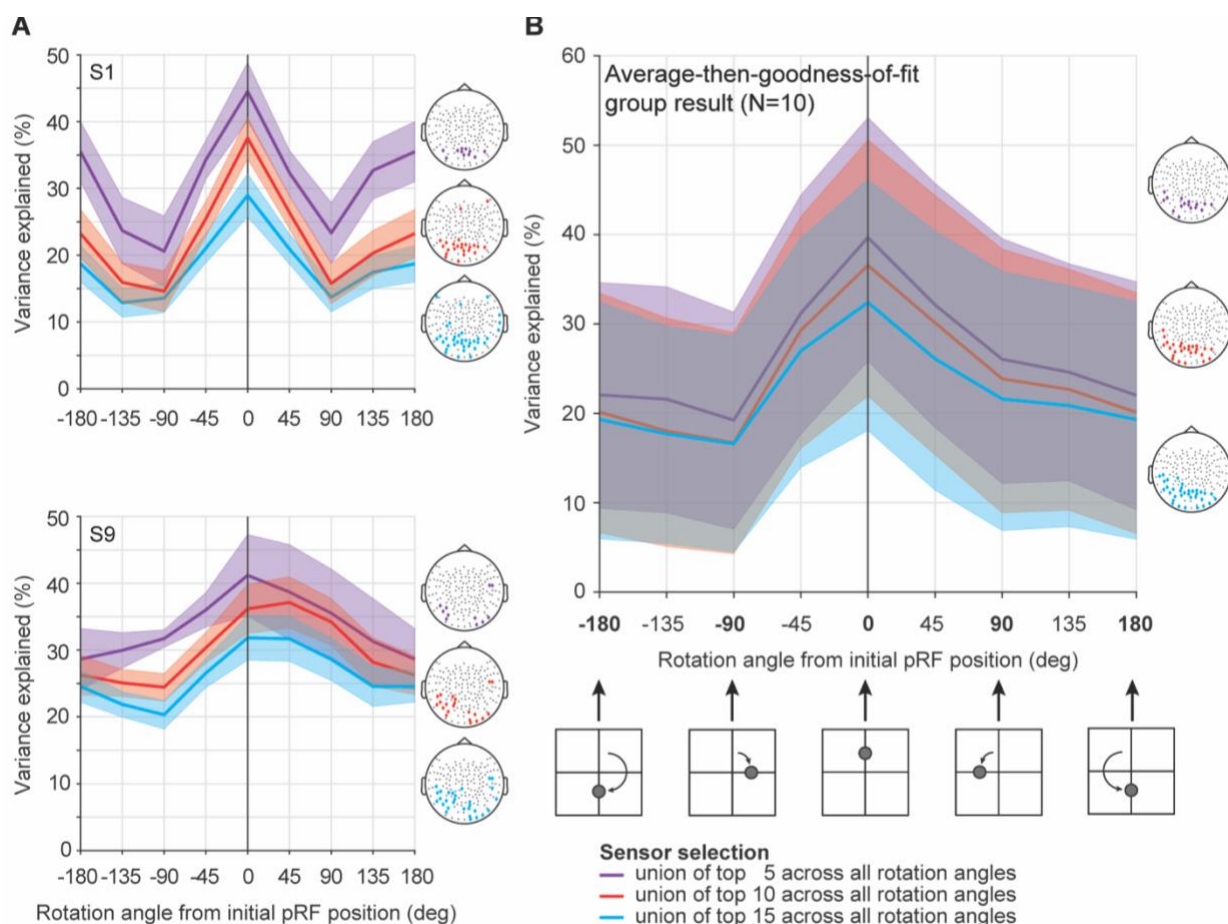 A
50
40
30
20
10
0
Variance explained (%)
S1
-180 -135 -90 -45 0 45 90 135 180
50
40
30
20
10
0
Variance explained (%)
S9
-180 -135 -90 -45 0 45 90 135 180
Rotation angle from initial pRF position (deg)
B
60
50
40
30
20
10
0
Variance explained (%)
Average-then-goodness-of-fit
group result (N=10)
-180 -135 -90 -45 0 45 90 135 180
Rotation angle from initial pRF position (deg)
Sensor selection
union of top 5 across all rotation angles
union of top 10 across all rotation angles
union of top 15 across all rotation angles